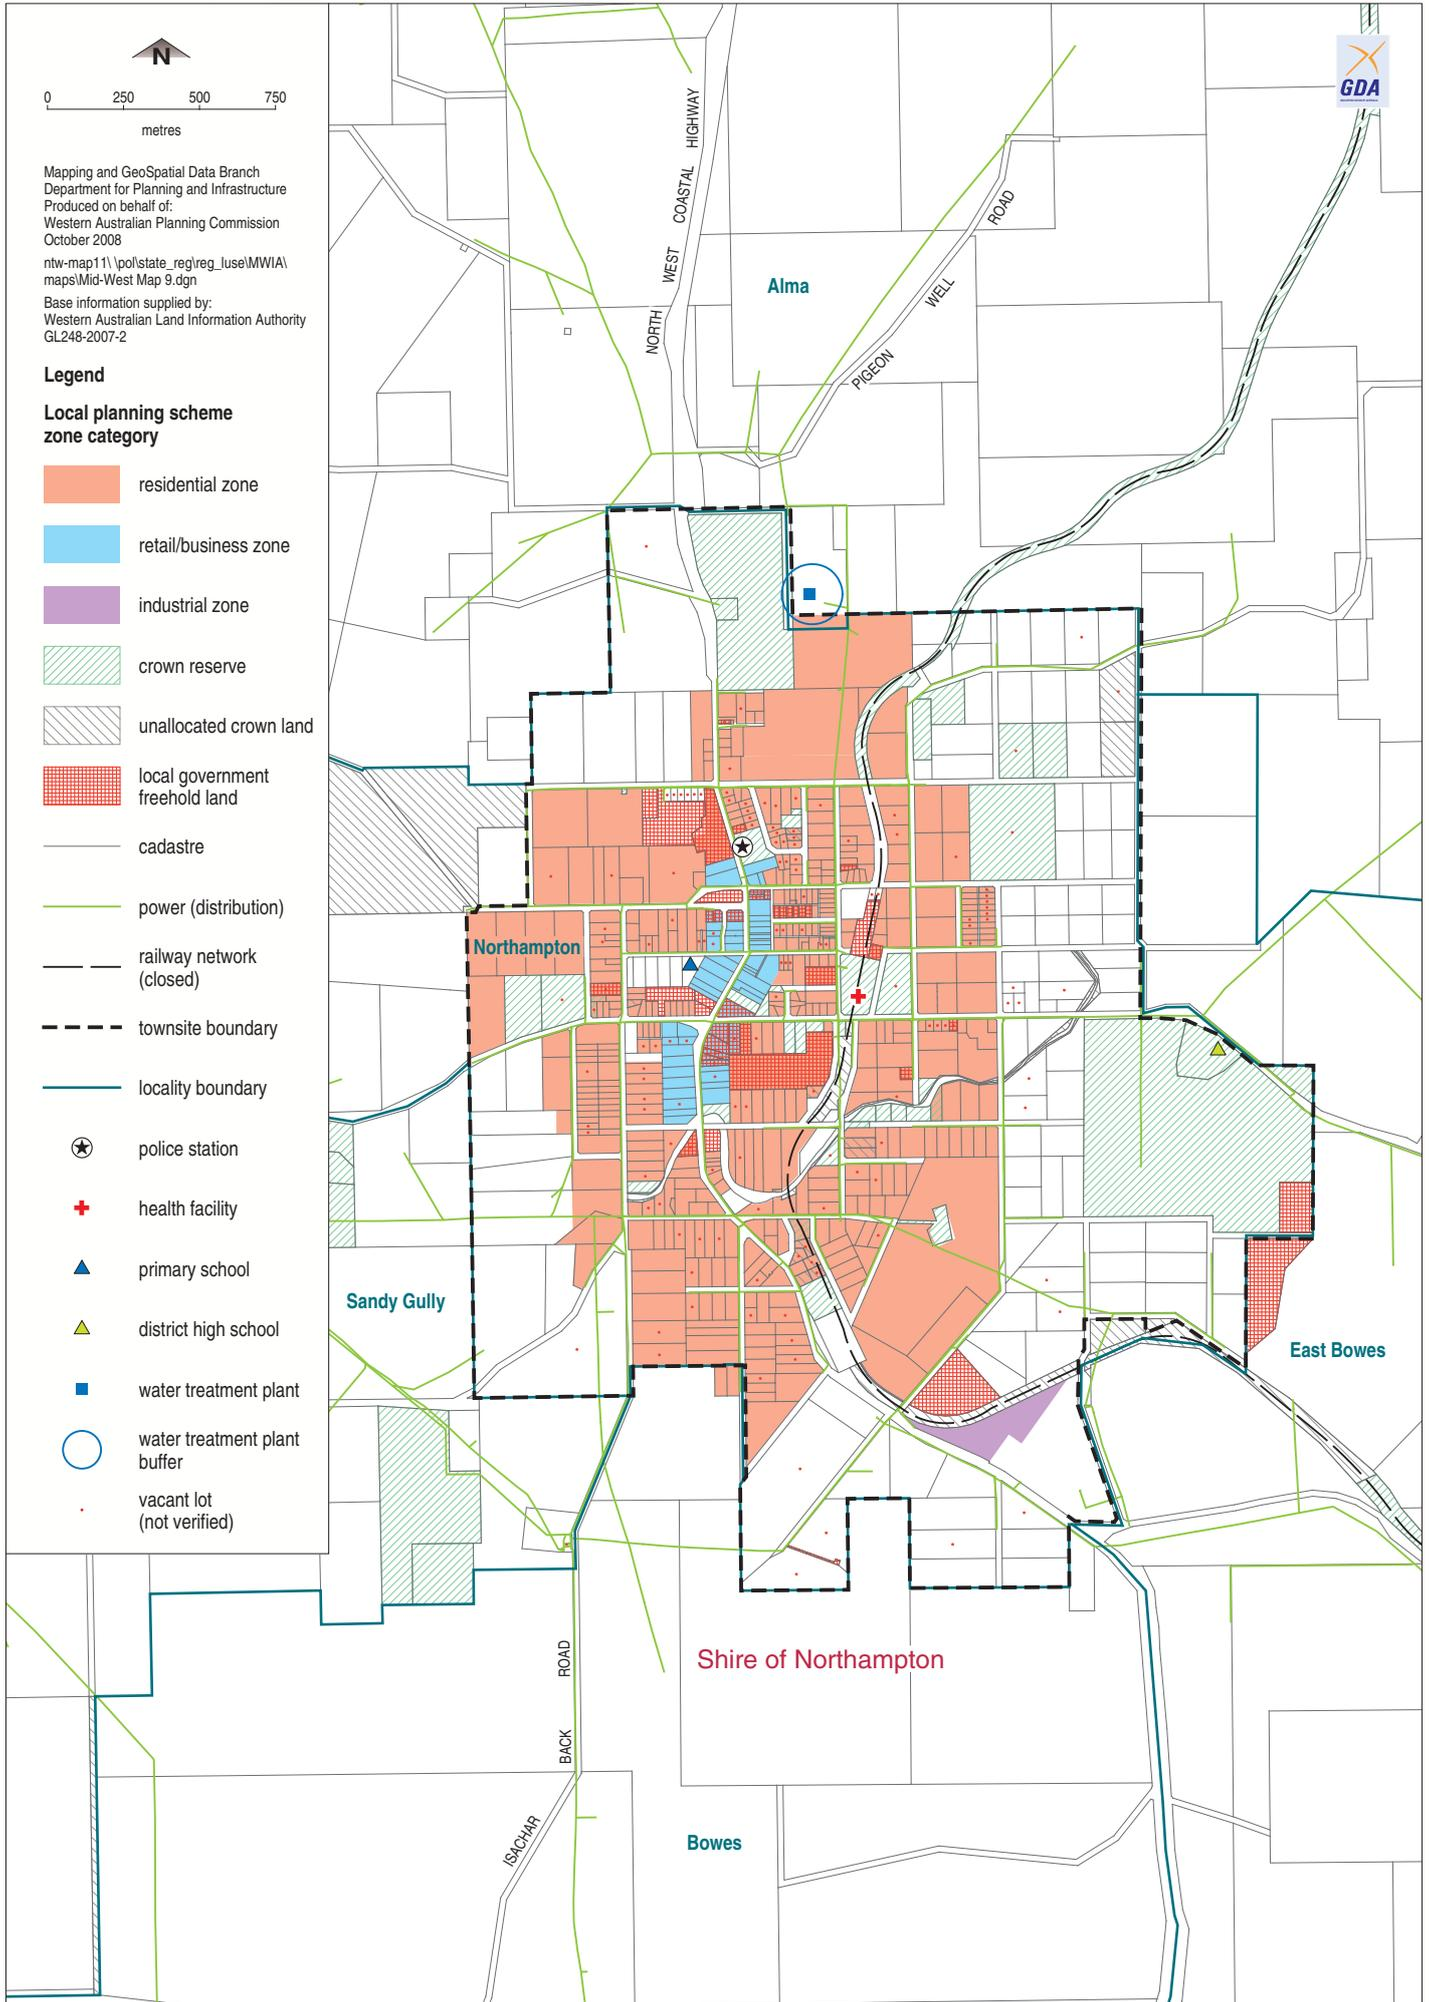 N
0 250 500 750
metres
Mapping and GeoSpatial Data Branch
Department for Planning and Infrastructure
Produced on behalf of:
Western Australian Planning Commission
October 2008
ntw-map11\ \pol\state_reg\reg_luse\MWIA\
maps\Mid-West Map 9.dgn
Base information supplied by:
Western Australian Land Information Authority
GL248-2007-2
Legend
Local planning scheme
zone category
residential zone
retail/business zone
industrial zone
crown reserve
unallocated crown land
local government
freehold land
cadastre
power (distribution)
railway network
(closed)
townsite boundary
locality boundary
police station
health facility
primary school
district high school
water treatment plant
water treatment plant
buffer
vacant lot
(not verified)
GDA
NORTH WEST COASTAL HIGHWAY
PIGEON WELL ROAD
Alma
Northampton
Sandy Gully
East Bowes
Shire of Northampton
ISACHAR BACK ROAD
Bowes